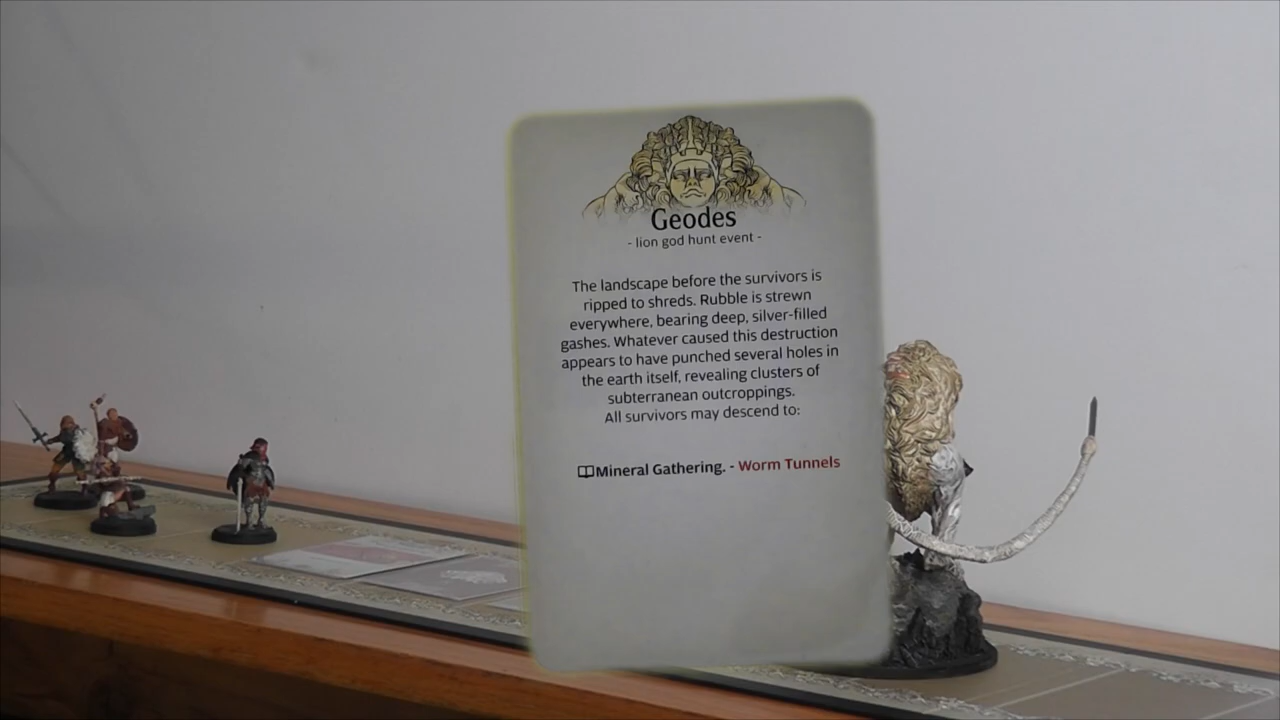 Geodes
- lion god hunt event -
The landscape before the survivors is
ripped to shreds. Rubble is strewn
everywhere, bearing deep, silver-filled
gashes. Whatever caused this destruction
appears to have punched several holes in
the earth itself, revealing clusters of
subterranean outcroppings.
All survivors may descend to:
Mineral Gathering. - Worm Tunnels